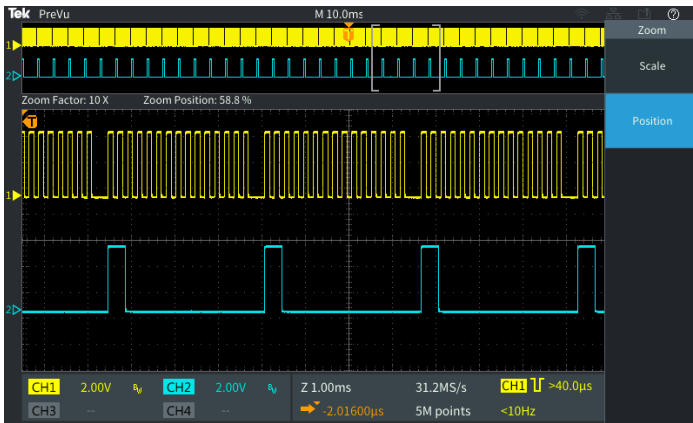 Tek PreVu M 10.0ms
Zoom
1
Scale
2
Zoom Factor: 10 X Zoom Position: 58.8 %
T
Position
1
2
CH1 2.00V CH2 2.00V Z 1.00ms 31.2MS/s CH1 >40.0µs
CH3 -- CH4 -- -2.01600µs 5M points <10Hz